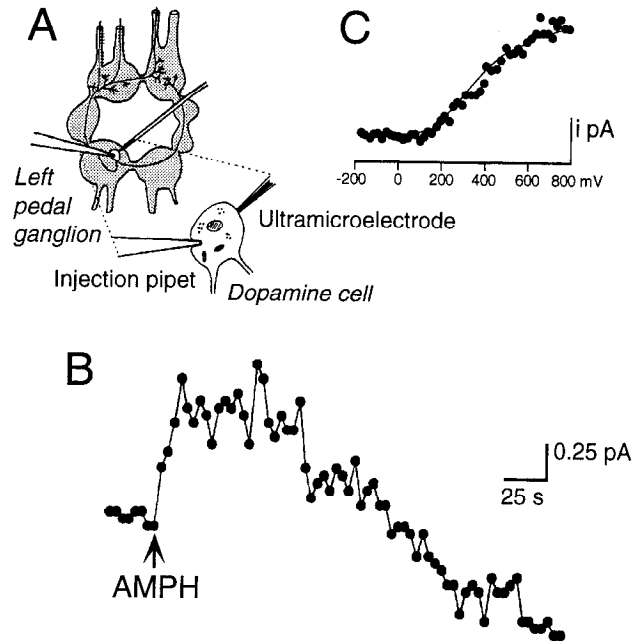 A
Left
pedal
ganglion
Ultramicroelectrode
Injection pipet
Dopamine cell
C
i pA
-200 0 200 400 600 800 mV
B
0.25 pA
25 s
AMPH